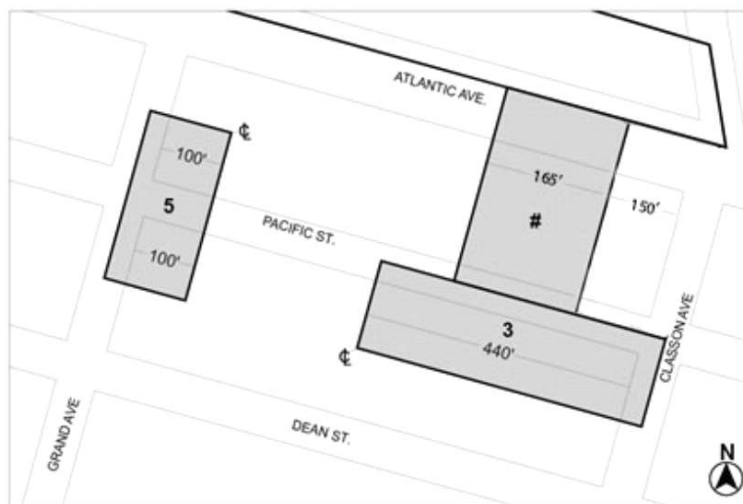 ATLANTIC AVE.
℄
100'
165'
5
150'
#
PACIFIC ST.
100'
3
440'
℄
CLASSON AVE
DEAN ST.
GRAND AVE
N